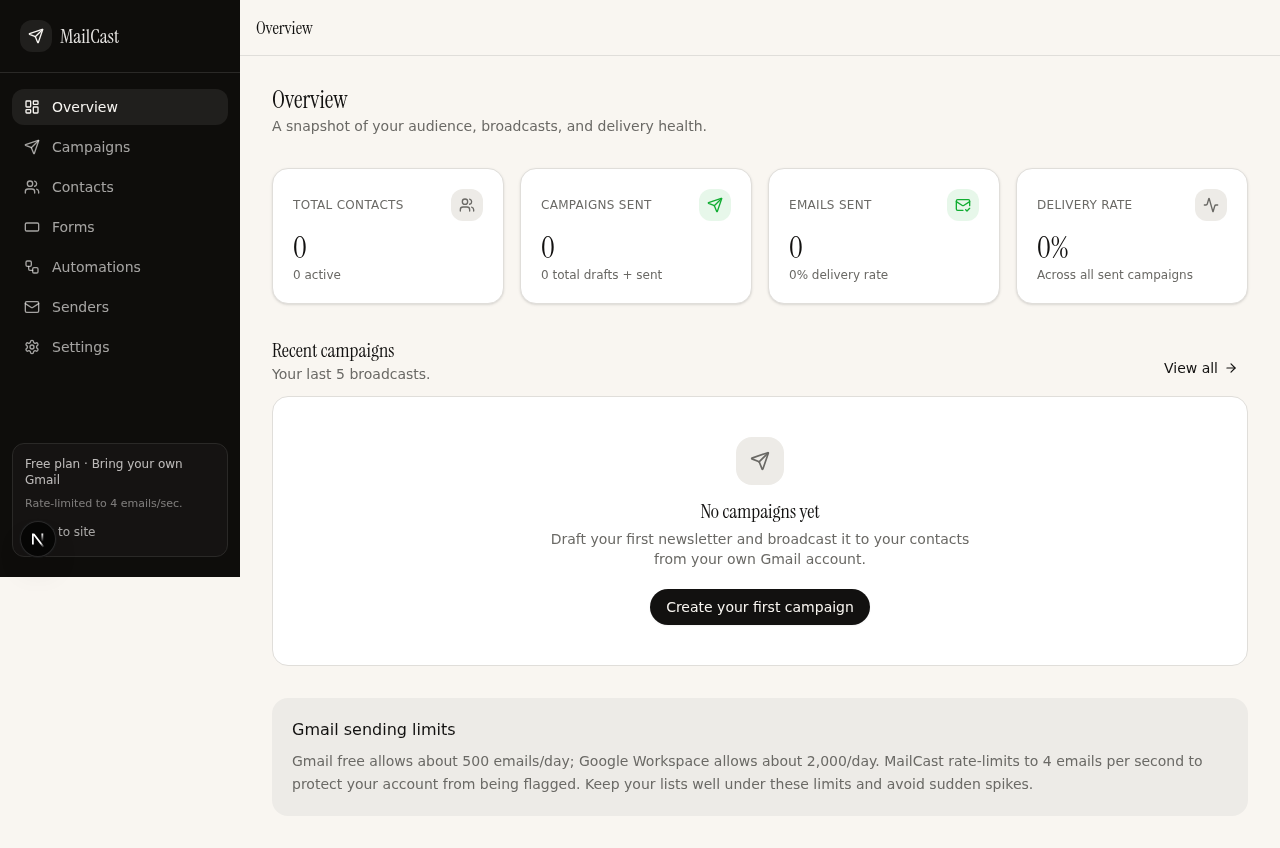 MailCast
Overview
Campaigns
Contacts
Forms
Automations
Senders
Settings
Free plan · Bring your own
Gmail
Rate-limited to 4 emails/sec.
to site
Overview
Overview
A snapshot of your audience, broadcasts, and delivery health.
TOTAL CONTACTS
0
0 active
CAMPAIGNS SENT
0
0 total drafts + sent
EMAILS SENT
0
0% delivery rate
DELIVERY RATE
0%
Across all sent campaigns
Recent campaigns
Your last 5 broadcasts.
View all
No campaigns yet
Draft your first newsletter and broadcast it to your contacts
from your own Gmail account.
Create your first campaign
Gmail sending limits
Gmail free allows about 500 emails/day; Google Workspace allows about 2,000/day. MailCast rate-limits to 4 emails per second to
protect your account from being flagged. Keep your lists well under these limits and avoid sudden spikes.